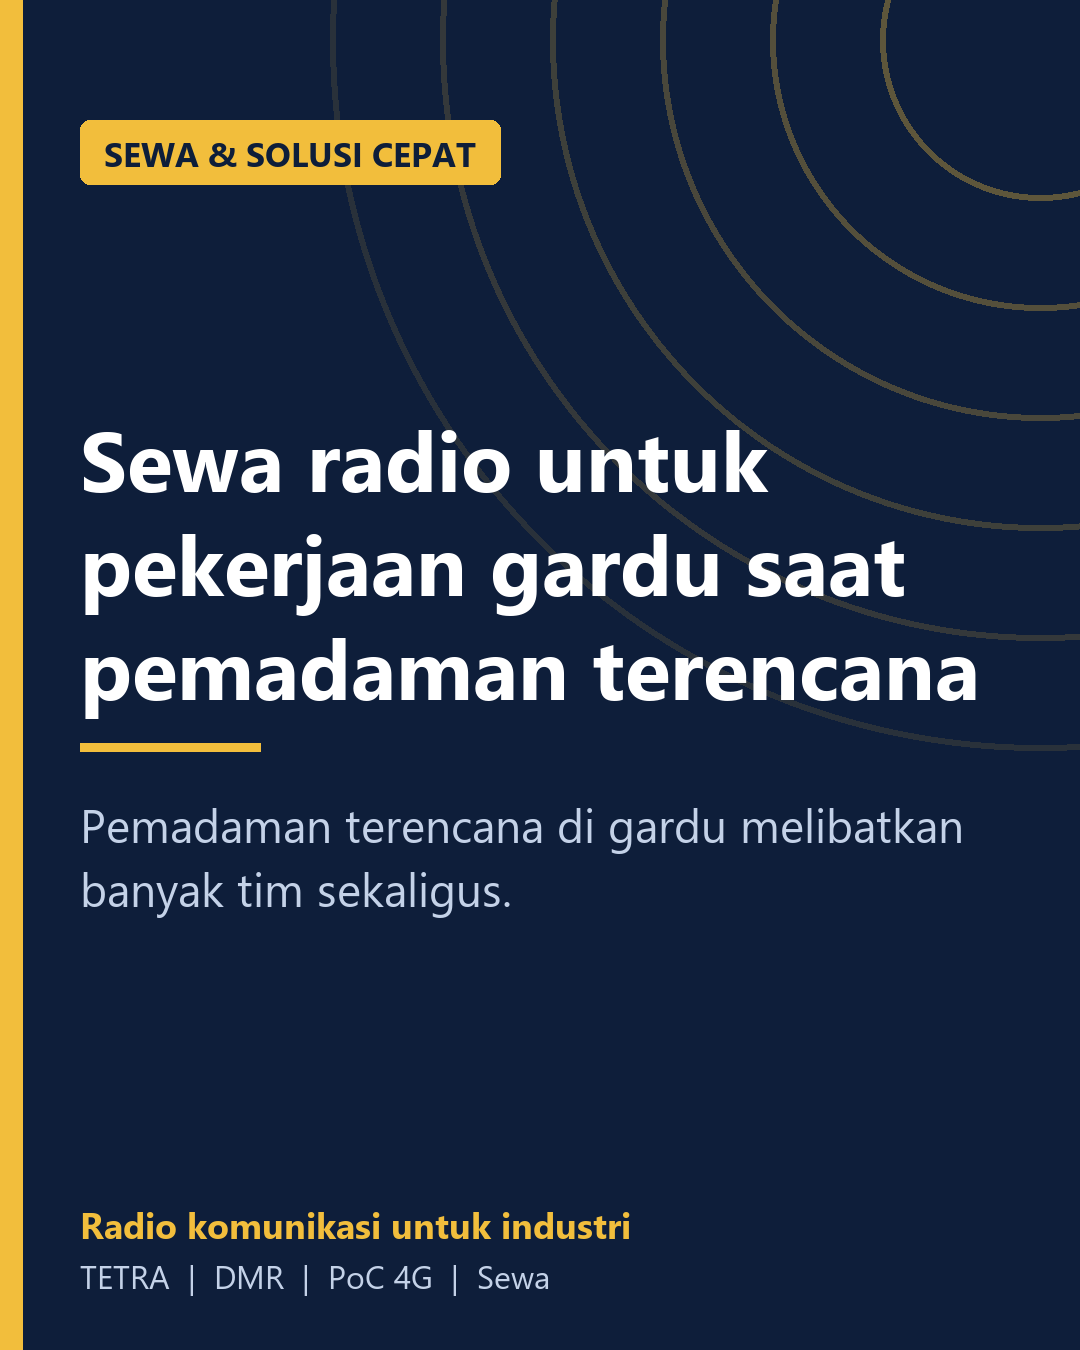 SEWA & SOLUSI CEPAT
Sewa radio untuk
pekerjaan gardu saat
pemadaman terencana
Pemadaman terencana di gardu melibatkan
banyak tim sekaligus.
Radio komunikasi untuk industri
TETRA | DMR | PoC 4G | Sewa